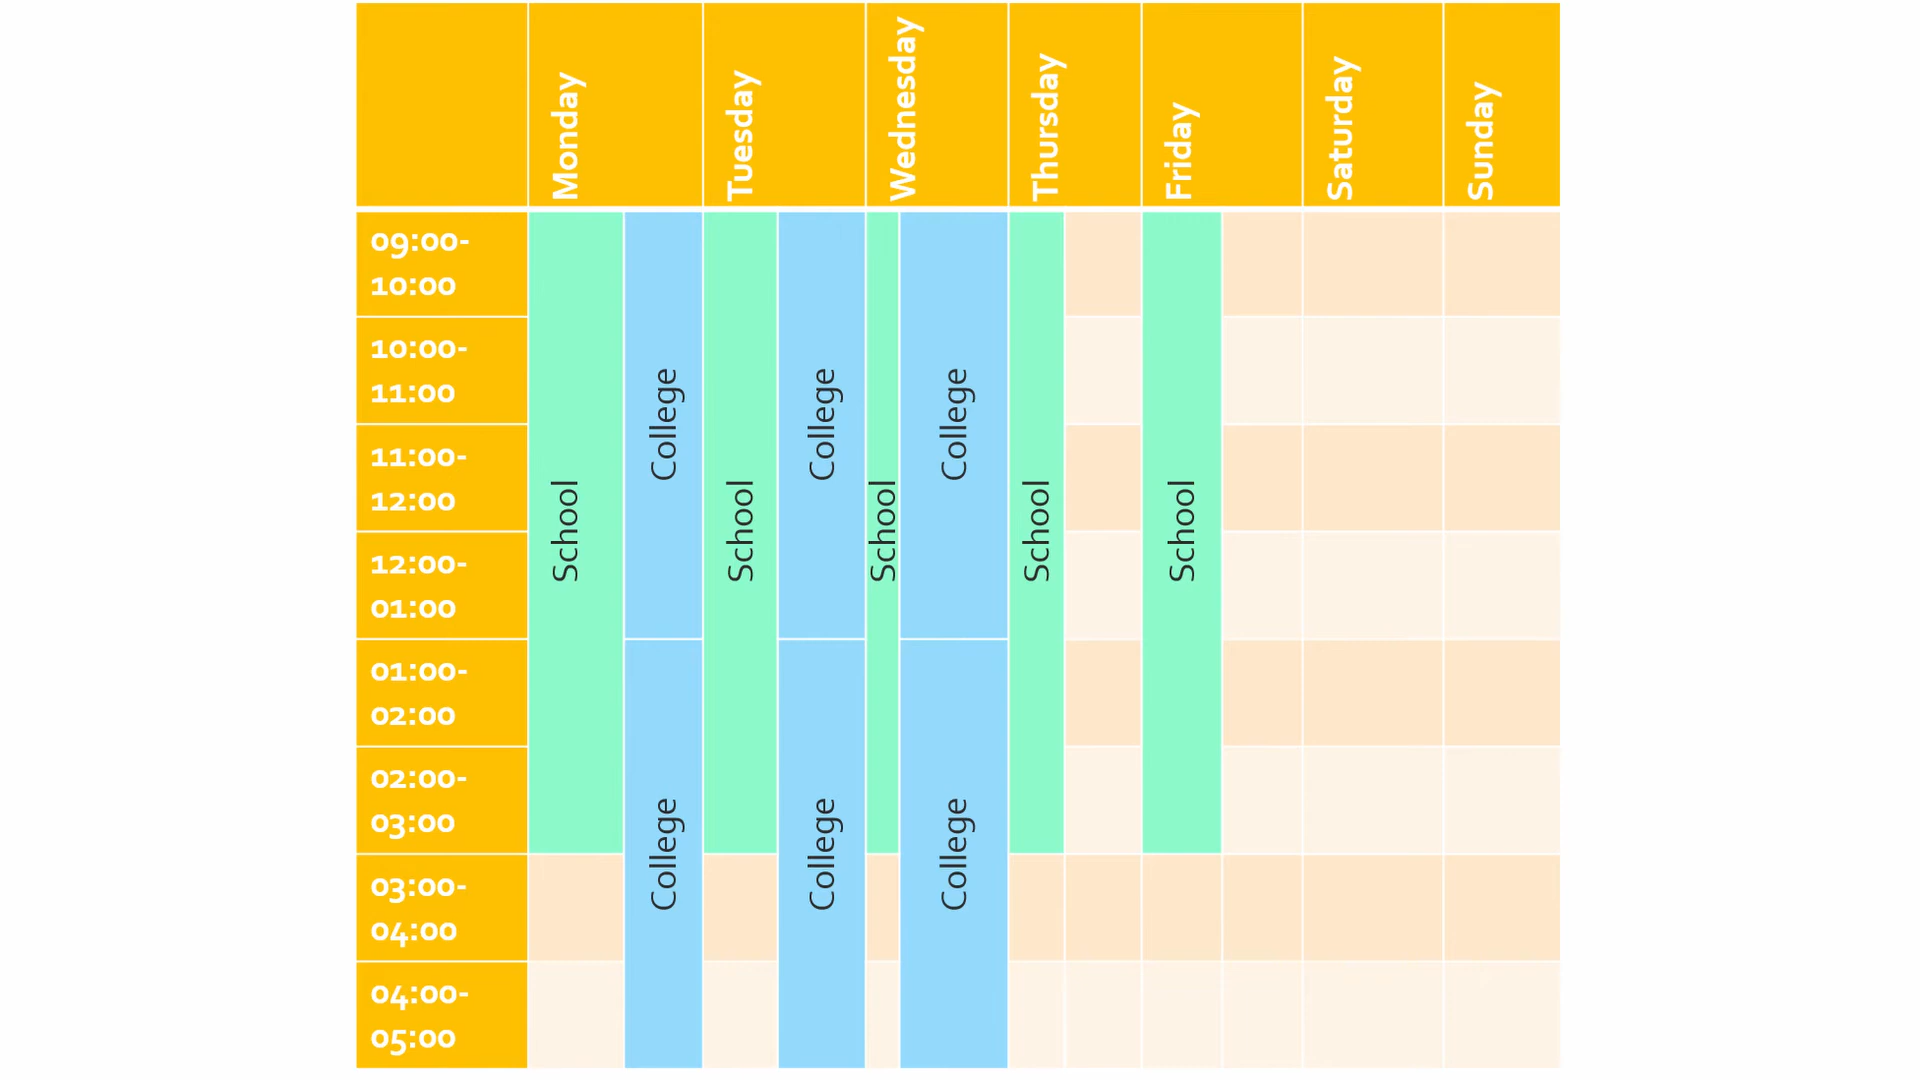 Monday
Tuesday
Wednesday
Thursday
Friday
Saturday
Sunday
09:00-
10:00
10:00-
11:00
11:00-
12:00
12:00-
01:00
01:00-
02:00
02:00-
03:00
03:00-
04:00
04:00-
05:00
School
College
School
College
School
College
School
School
College
College
College